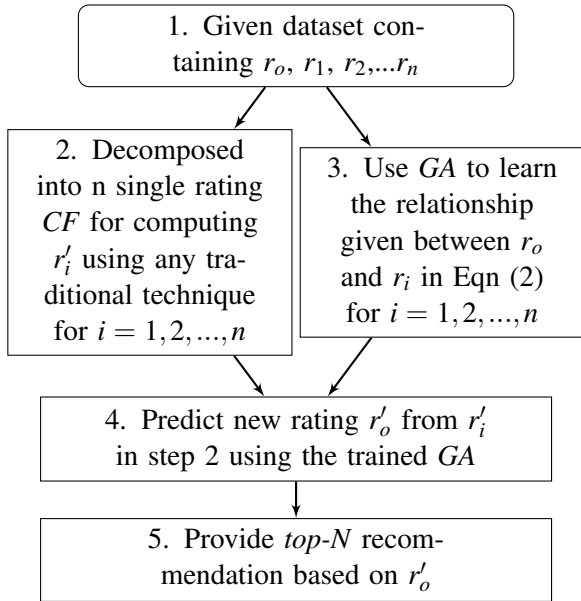 1. Given dataset con-
taining r_o, r_1, r_2,...r_n
2. Decomposed
into n single rating
CF for computing
r'_i using any tra-
ditional technique
for i = 1,2,...,n
3. Use GA to learn
the relationship
given between r_o
and r_i in Eqn (2)
for i = 1,2,...,n
4. Predict new rating r'_o from r'_i
in step 2 using the trained GA
5. Provide top-N recom-
mendation based on r'_o